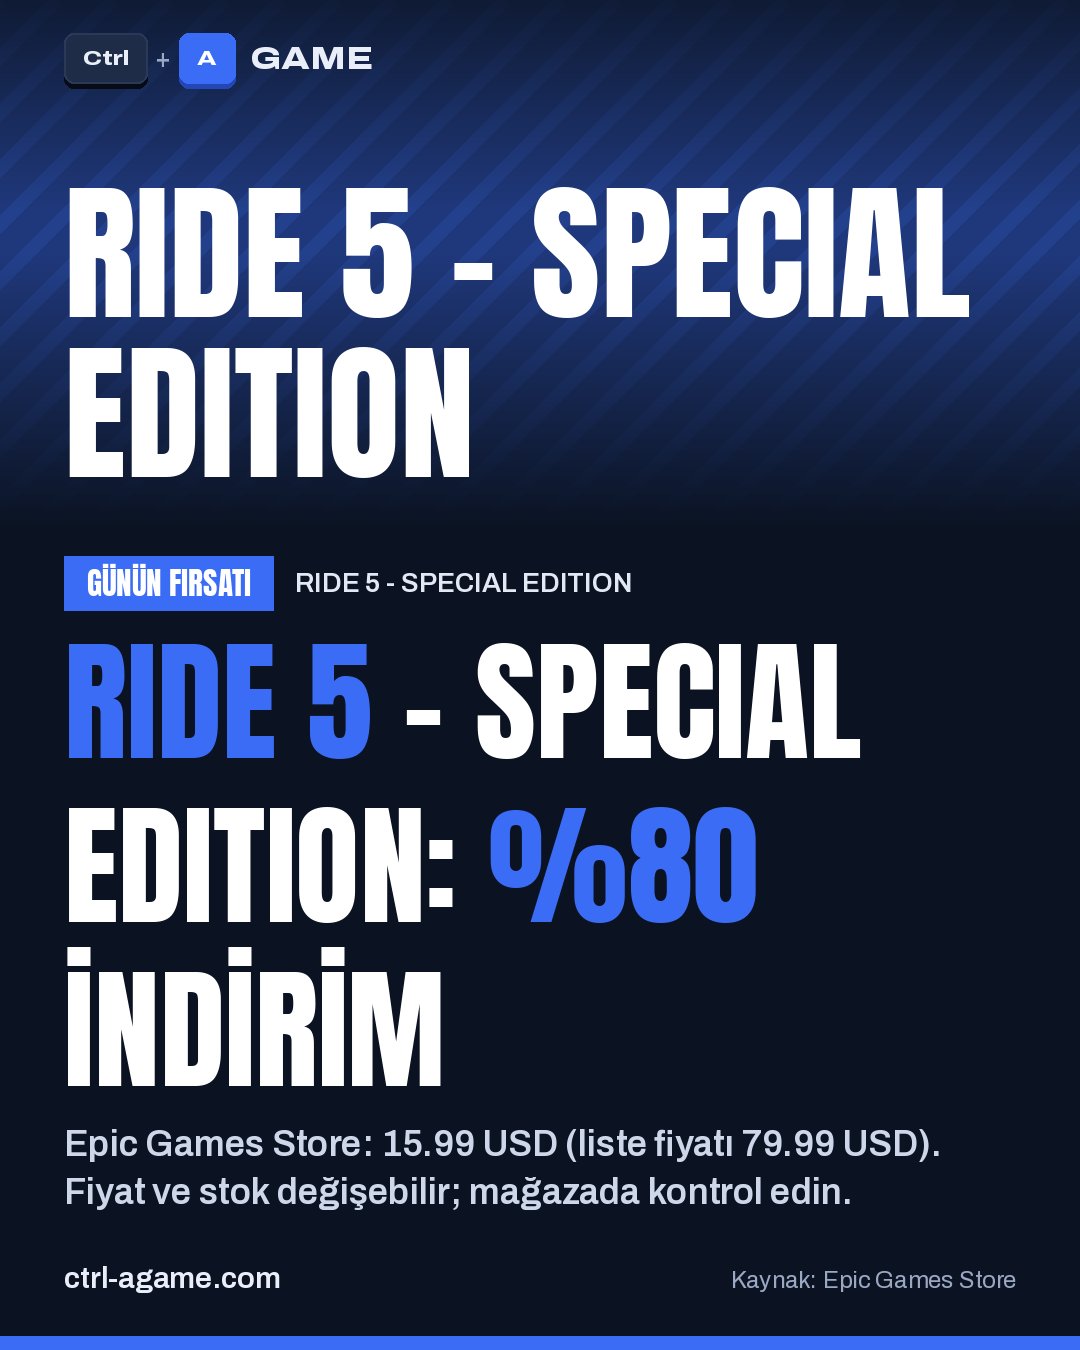 Ctrl + A GAME
RIDE 5 - SPECIAL
EDITION
GÜNÜN FIRSATI RIDE 5 - SPECIAL EDITION
RIDE 5 - SPECIAL
EDITION: %80
İNDİRİM
Epic Games Store: 15.99 USD (liste fiyatı 79.99 USD).
Fiyat ve stok değişebilir; mağazada kontrol edin.
ctrl-agame.com Kaynak: Epic Games Store